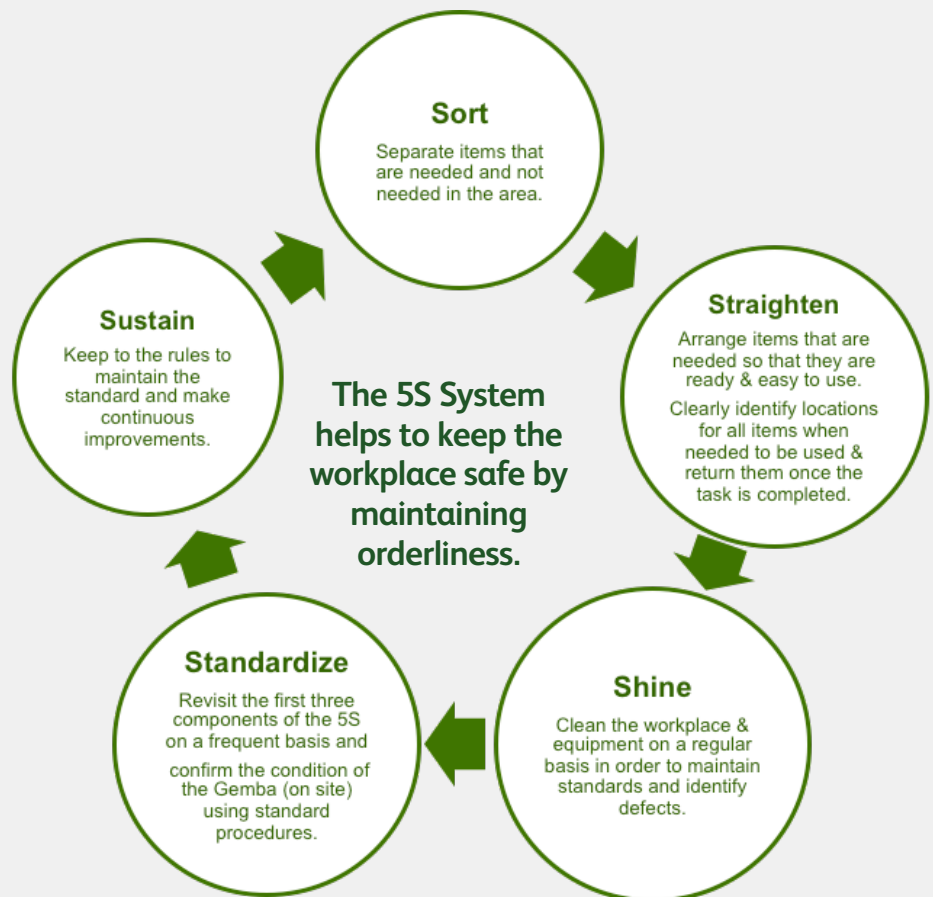 Sort
Separate items that
are needed and not
needed in the area.
Straighten
Arrange items that are
needed so that they are
ready & easy to use.
Clearly identify locations
for all items when
needed to be used &
return them once the
task is completed.
Shine
Clean the workplace &
equipment on a regular
basis in order to maintain
standards and identify
defects.
Standardize
Revisit the first three
components of the 5S
on a frequent basis and
confirm the condition of
the Gemba (on site)
using standard
procedures.
Sustain
Keep to the rules to
maintain the
standard and make
continuous
improvements.
The 5S System
helps to keep the
workplace safe by
maintaining
orderliness.